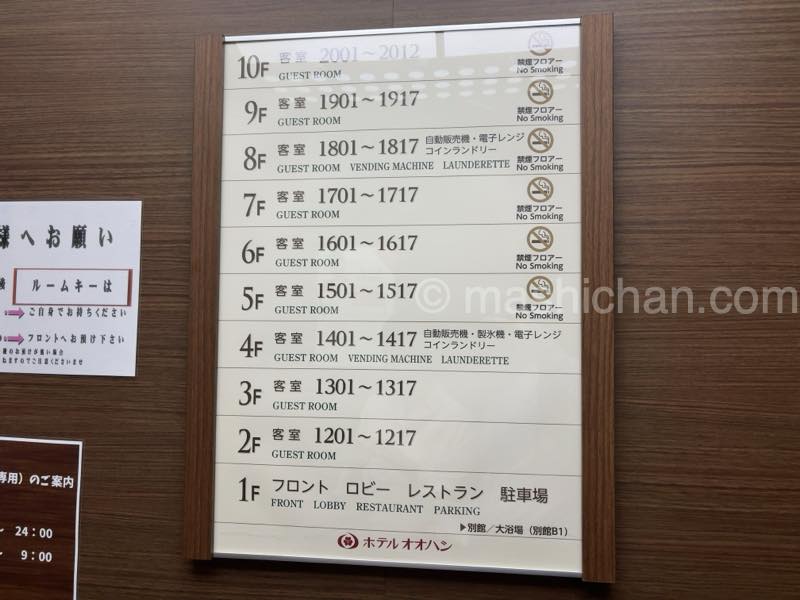 10F 客室 2001～2012
GUEST ROOM
禁煙フロアー
No Smoking
9F 客室 1901～1917
GUEST ROOM
禁煙フロアー
No Smoking
8F 客室 1801～1817 自動販売機・電子レンジ
コインランドリー
GUEST ROOM VENDING MACHINE LAUNDERETTE
禁煙フロアー
No Smoking
7F 客室 1701～1717
GUEST ROOM
禁煙フロアー
No Smoking
6F 客室 1601～1617
GUEST ROOM
禁煙フロアー
No Smoking
5F 客室 1501～1517
GUEST ROOM
禁煙フロアー
No Smoking
4F 客室 1401～1417 自動販売機・製氷機・電子レンジ
コインランドリー
GUEST ROOM VENDING MACHINE LAUNDERETTE
3F 客室 1301～1317
GUEST ROOM
2F 客室 1201～1217
GUEST ROOM
1F フロント ロビー レストラン 駐車場
FRONT LOBBY RESTAURANT PARKING
▶別館／大浴場（別館B1）
ホテルオオハシ
様へお願い
ルームキーは
ご自身でお持ちください
フロントへお預け下さい
専用）のご案内
～ 24：00
～ 9：00
© machichan.com